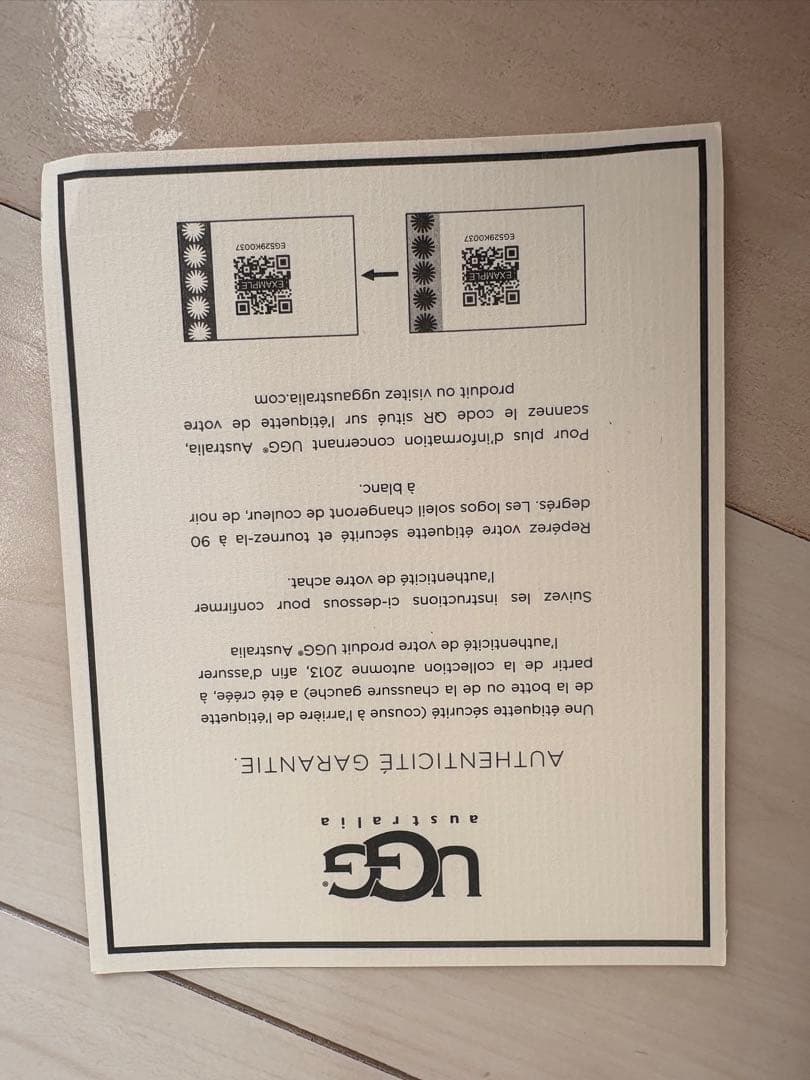 UGG®
australia
AUTHENTICITÉ GARANTIE.
Une étiquette sécurité (cousue à l'arrière de l'étiquette
de la botte ou de la chaussure gauche) a été créée, à
partir de la collection automne 2013, afin d'assurer
l'authenticité de votre produit UGG® Australia
Suivez les instructions ci-dessous pour confirmer
l'authenticité de votre achat.
Repérez votre étiquette sécurité et tournez-la à 90
degrés. Les logos soleil changeront de couleur, de noir
à blanc.
Pour plus d'information concernant UGG® Australia,
scannez le code QR situé sur l'étiquette de votre
produit ou visitez uggaustralia.com
EXAMPLE
EG529K0037
EXAMPLE
EG529K0037